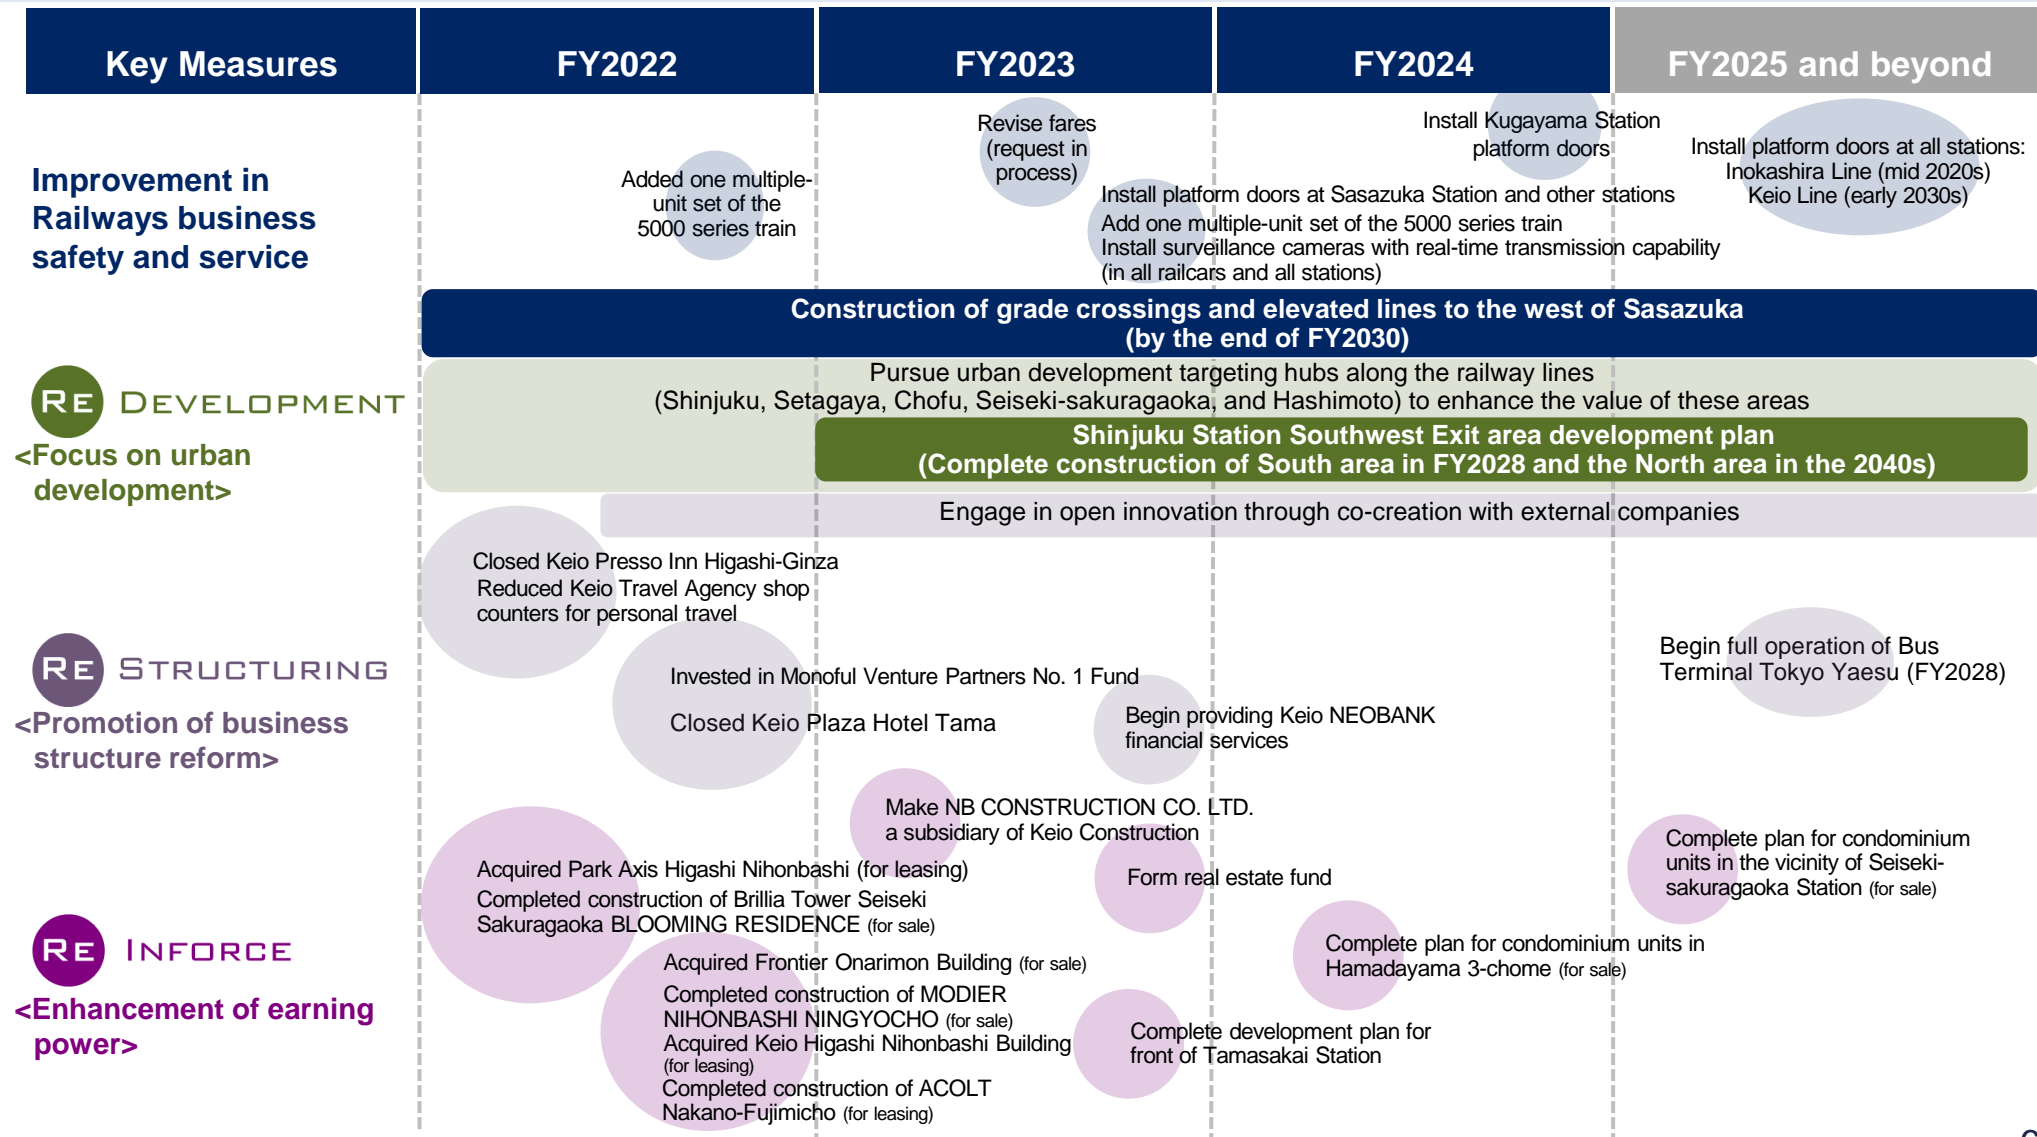 Key Measures
FY2022
FY2023
FY2024
FY2025 and beyond
Improvement in
Railways business
safety and service
Added one multiple-
unit set of the
5000 series train
Revise fares
(request in
process)
Install platform doors at Sasazuka Station and other stations
Add one multiple-unit set of the 5000 series train
Install surveillance cameras with real-time transmission capability
(in all railcars and all stations)
Install Kugayama Station
platform doors
Install platform doors at all stations:
Inokashira Line (mid 2020s)
Keio Line (early 2030s)
Construction of grade crossings and elevated lines to the west of Sasazuka
(by the end of FY2030)
RE DEVELOPMENT
<Focus on urban
development>
Pursue urban development targeting hubs along the railway lines
(Shinjuku, Setagaya, Chofu, Seiseki-sakuragaoka, and Hashimoto) to enhance the value of these areas
Shinjuku Station Southwest Exit area development plan
(Complete construction of South area in FY2028 and the North area in the 2040s)
Engage in open innovation through co-creation with external companies
RE STRUCTURING
<Promotion of business
structure reform>
Closed Keio Presso Inn Higashi-Ginza
Reduced Keio Travel Agency shop
counters for personal travel
Invested in Monoful Venture Partners No. 1 Fund
Closed Keio Plaza Hotel Tama
Begin providing Keio NEOBANK
financial services
Begin full operation of Bus
Terminal Tokyo Yaesu (FY2028)
RE INFORCE
<Enhancement of earning
power>
Make NB CONSTRUCTION CO. LTD.
a subsidiary of Keio Construction
Acquired Park Axis Higashi Nihonbashi (for leasing)
Completed construction of Brillia Tower Seiseki
Sakuragaoka BLOOMING RESIDENCE (for sale)
Acquired Frontier Onarimon Building (for sale)
Completed construction of MODIER
NIHONBASHI NINGYOCHO (for sale)
Acquired Keio Higashi Nihonbashi Building
(for leasing)
Completed construction of ACOLT
Nakano-Fujimicho (for leasing)
Form real estate fund
Complete development plan for
front of Tamasakai Station
Complete plan for condominium units in
Hamadayama 3-chome (for sale)
Complete plan for condominium
units in the vicinity of Seiseki-
sakuragaoka Station (for sale)